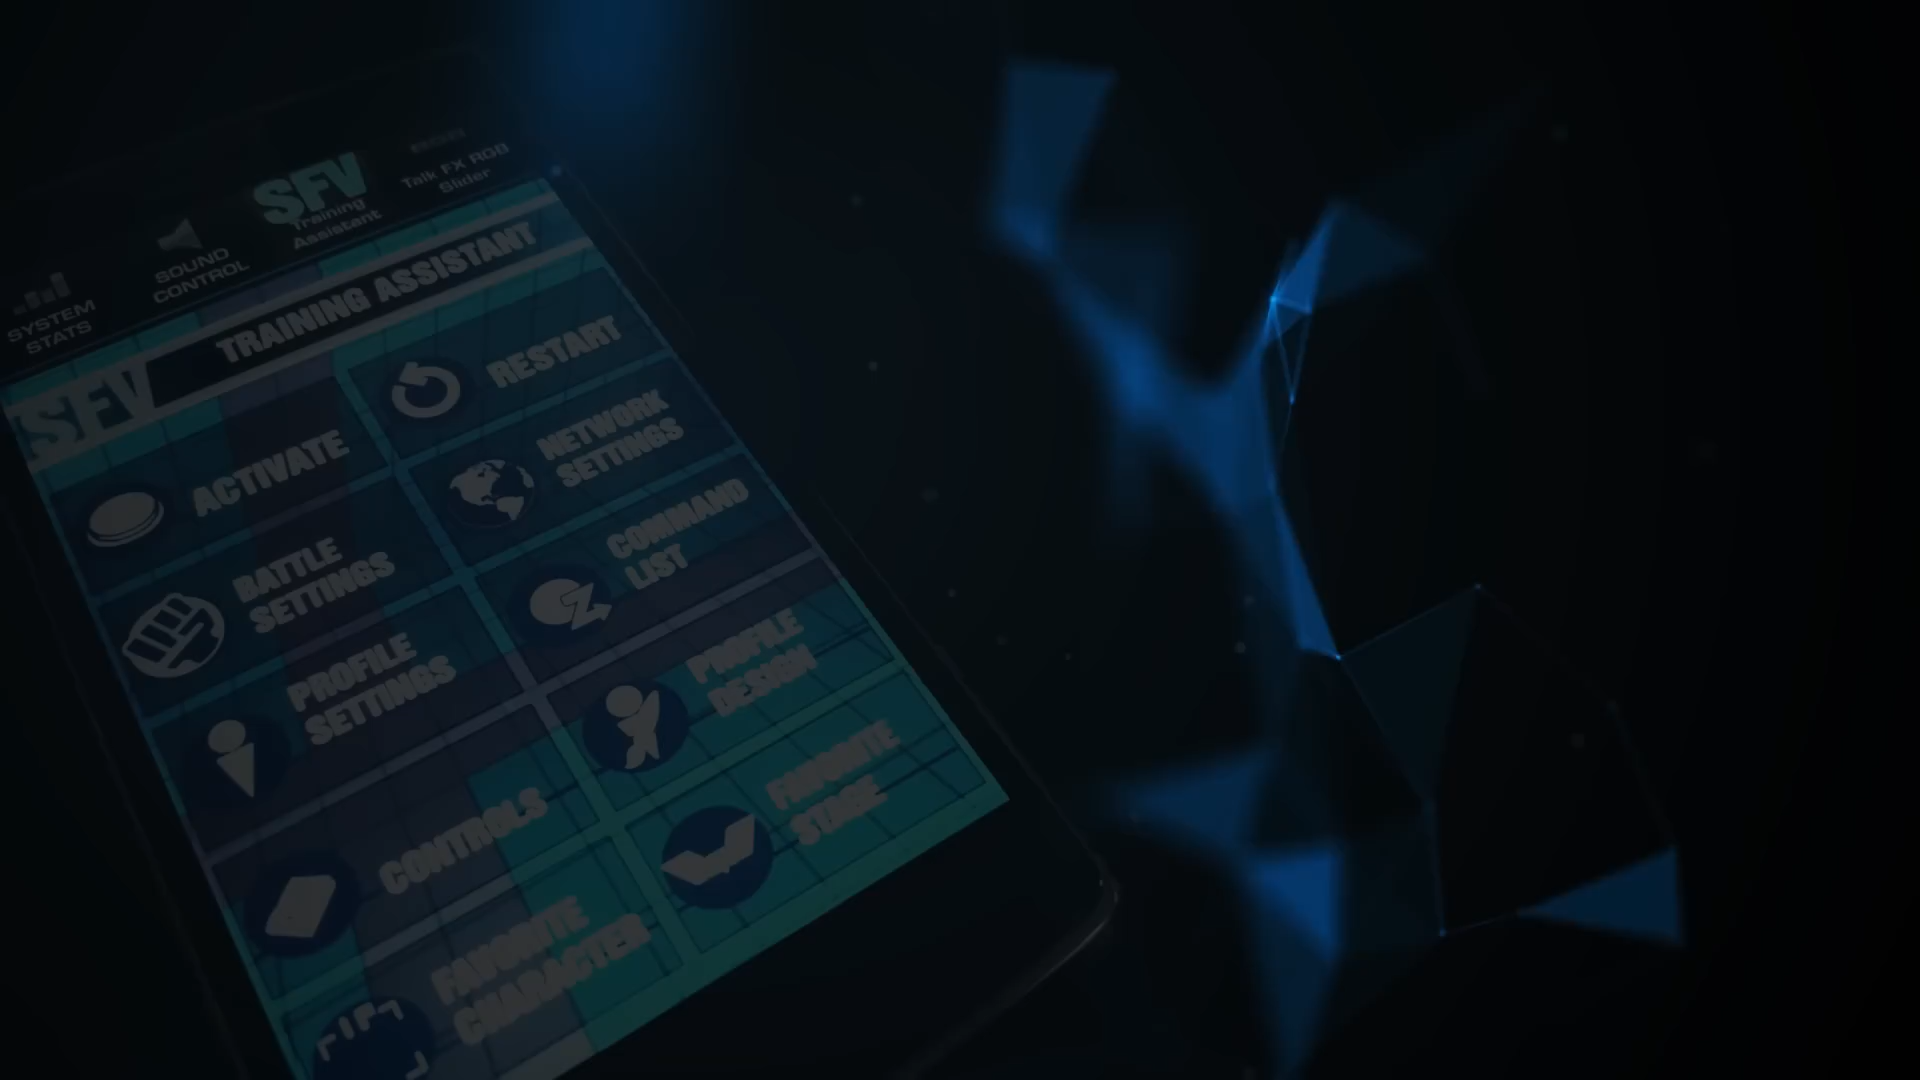 SYSTEM
STATS
SOUND
CONTROL
SFV
Training
Assistant
Talk FX RGB
Slider
SFV
TRAINING ASSISTANT
ACTIVATE
RESTART
BATTLE
SETTINGS
NETWORK
SETTINGS
PROFILE
SETTINGS
COMMAND
LIST
CONTROLS
PROFILE
DESIGN
FAVORITE
CHARACTER
FAVORITE
STAGE